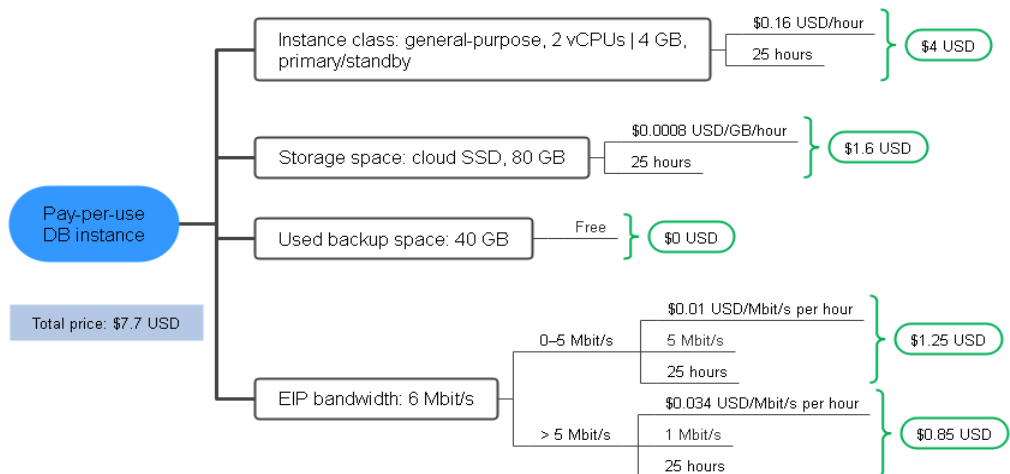 $0.16 USD/hour
Instance class: general-purpose, 2 vCPUs | 4 GB,
primary/standby
25 hours
$4 USD
$0.0008 USD/GB/hour
Storage space: cloud SSD, 80 GB
25 hours
$1.6 USD
Pay-per-use
DB instance
Used backup space: 40 GB
Free
$0 USD
Total price: $7.7 USD
EIP bandwidth: 6 Mbit/s
0–5 Mbit/s
$0.01 USD/Mbit/s per hour
5 Mbit/s
25 hours
$1.25 USD
> 5 Mbit/s
$0.034 USD/Mbit/s per hour
1 Mbit/s
25 hours
$0.85 USD